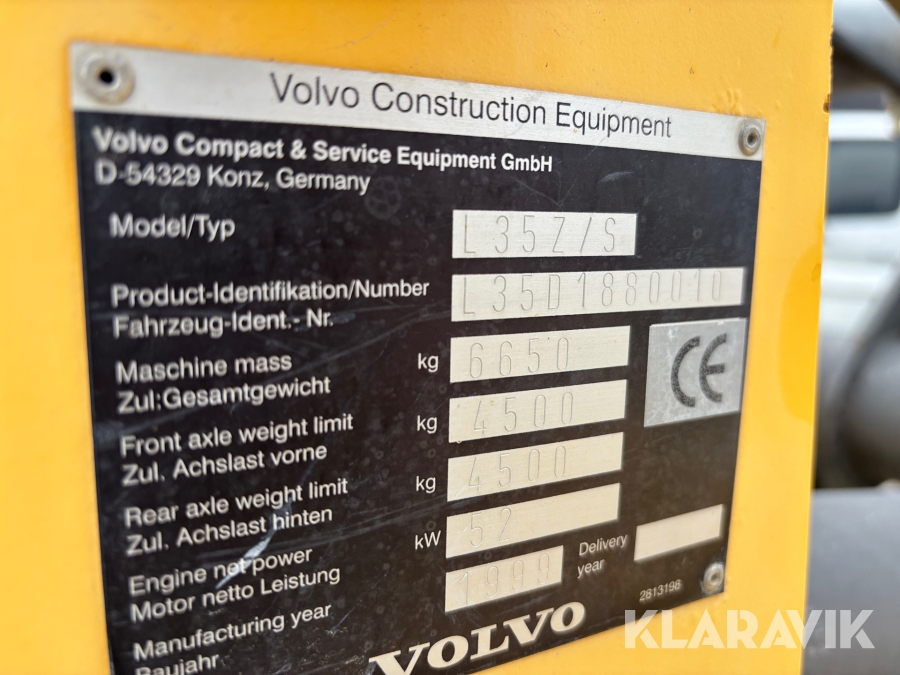 Volvo Construction Equipment
Volvo Compact & Service Equipment GmbH
D-54329 Konz, Germany
Model/Typ L35Z/S
Product-Identifikation/Number L35D1880010
Fahrzeug-Ident.- Nr.
Maschine mass kg 6650
Zul:Gesamtgewicht
CE
Front axle weight limit kg 4500
Zul. Achslast vorne
Rear axle weight limit kg 4500
Zul. Achslast hinten
Engine net power kW 52
Motor netto Leistung
Manufacturing year 1999 Delivery year
Baujahr
2813198
VOLVO
KLARAVIK